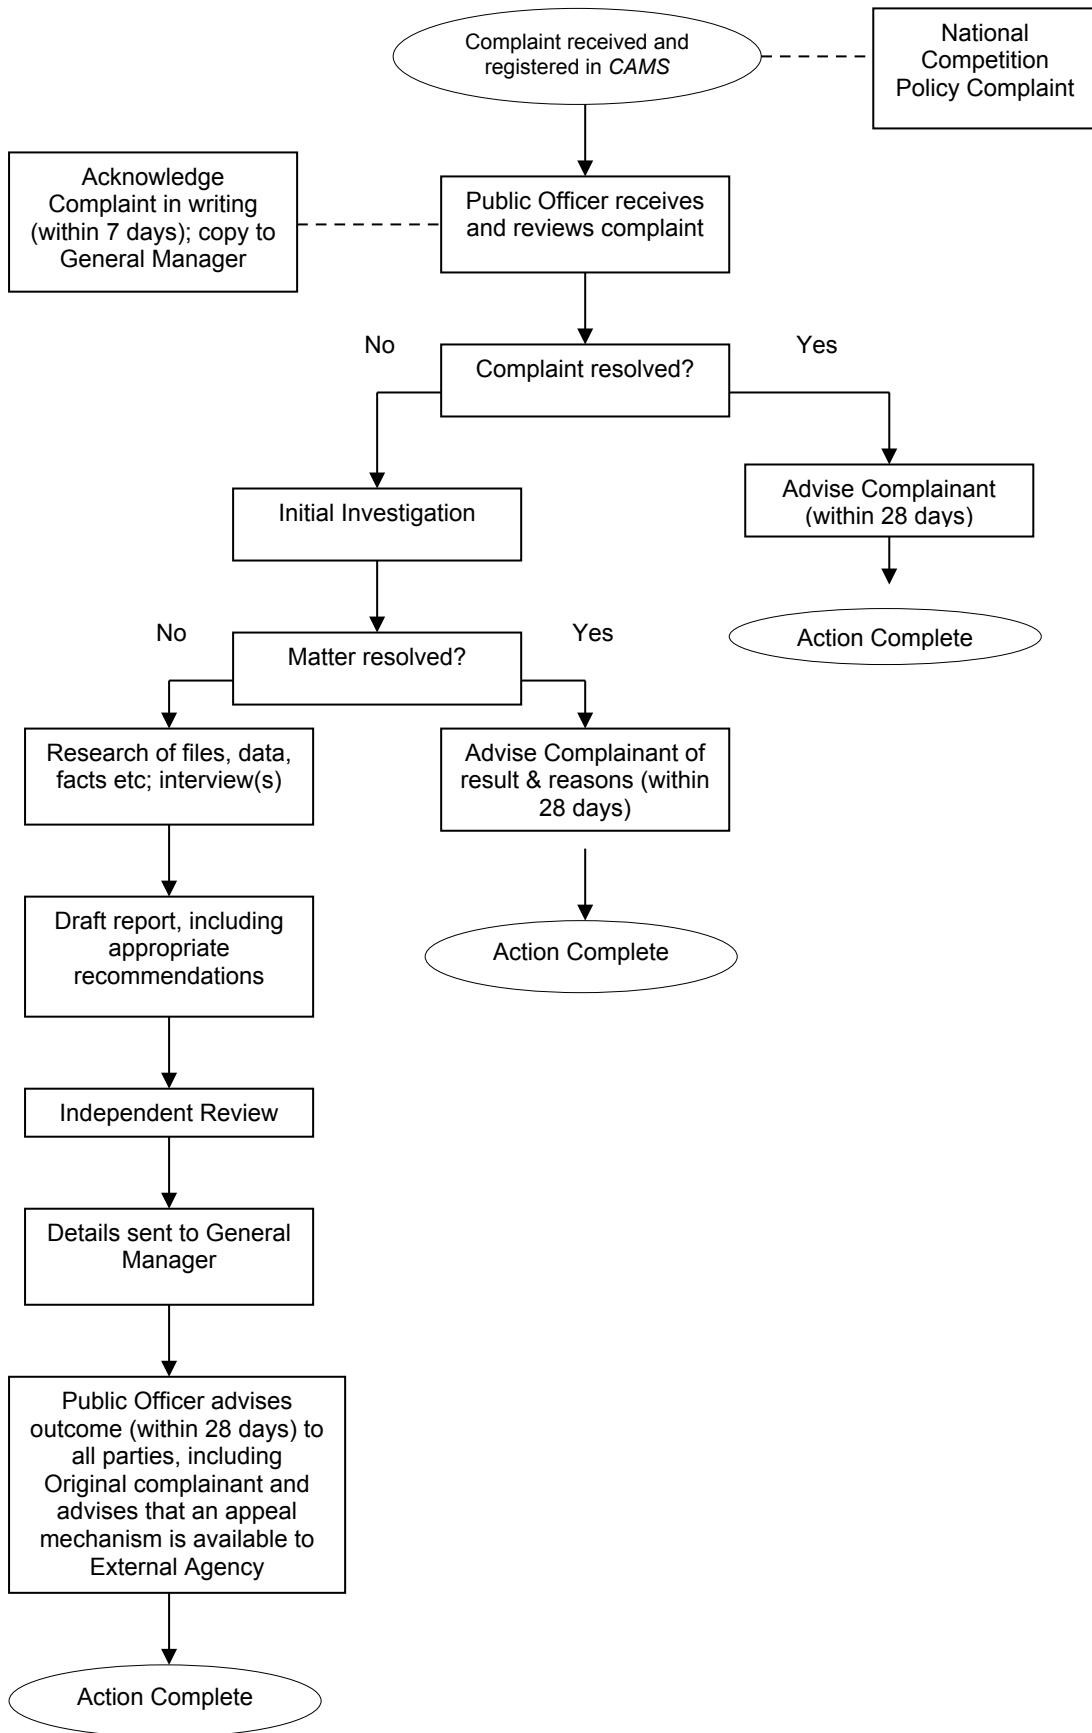 Complaint received and
registered in CAMS
National
Competition
Policy Complaint
Acknowledge
Complaint in writing
(within 7 days); copy to
General Manager
Public Officer receives
and reviews complaint
No
Yes
Complaint resolved?
Initial Investigation
Advise Complainant
(within 28 days)
Action Complete
No
Yes
Matter resolved?
Research of files, data,
facts etc; interview(s)
Advise Complainant of
result & reasons (within
28 days)
Draft report, including
appropriate
recommendations
Action Complete
Independent Review
Details sent to General
Manager
Public Officer advises
outcome (within 28 days) to
all parties, including
Original complainant and
advises that an appeal
mechanism is available to
External Agency
Action Complete